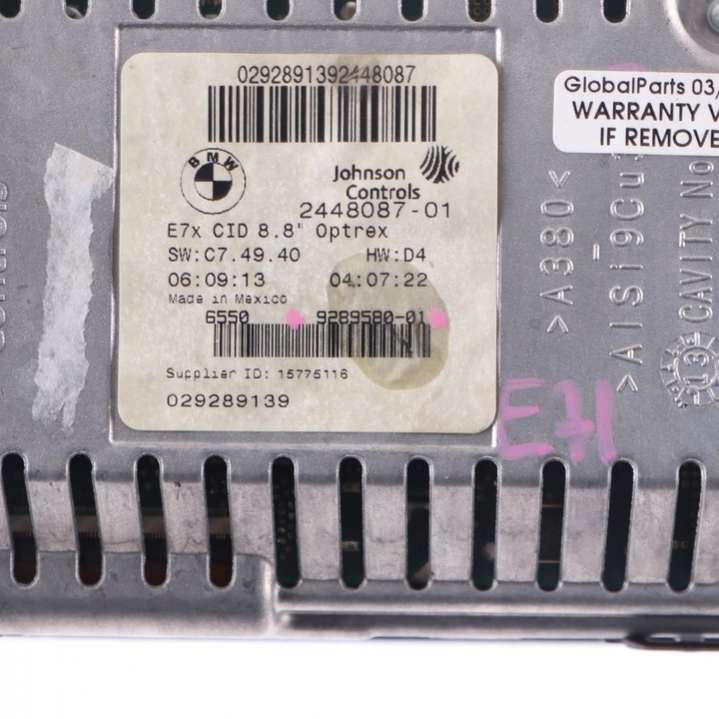 0292891392448087
BMW
Johnson
Controls
2448087-01
E7x CID 8.8" Optrex
SW:C7.49.40 HW:D4
06:09:13 04:07:22
Made in Mexico
6550 9289580-01
Supplier ID: 15775116
029289139
GlobalParts 03/
WARRANTY V
IF REMOVE
>A380<
>AlSi9Cu
CAVITY No
13
E71